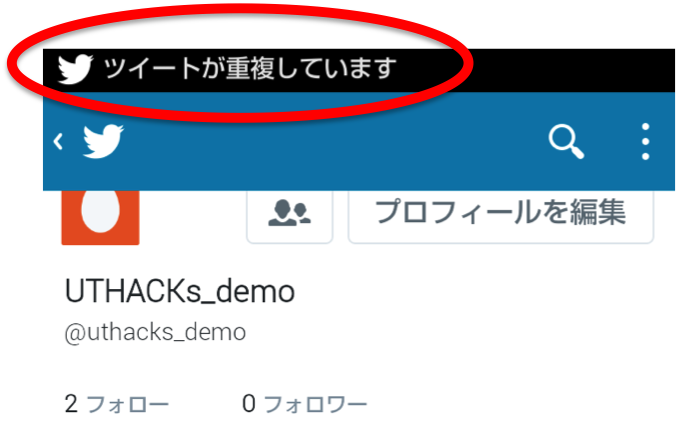 ツイートが重複しています
プロフィールを編集
UTHACKs_demo
@uthacks_demo
2 フォロー 0 フォロワー